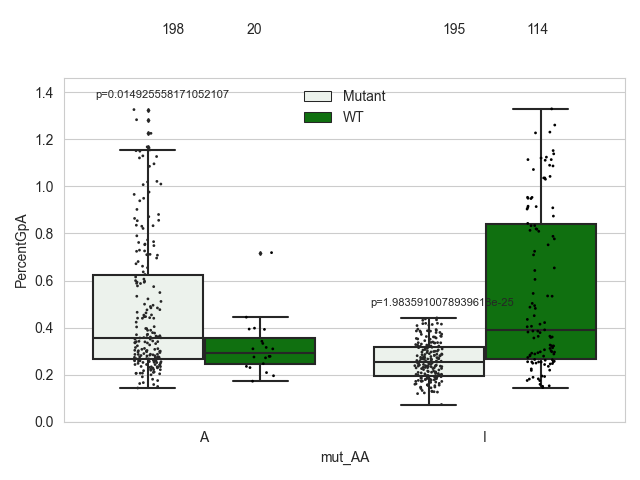 198 20 195 114
1.4
1.2
1.0
0.8
0.6
0.4
0.2
0.0
PercentGpA
p=0.014925558171052107
Mutant
WT
p=1.9835910078939618e-25
A I
mut_AA